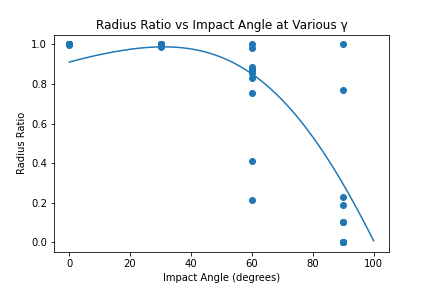 Radius Ratio vs Impact Angle at Various γ
Radius Ratio
1.0
0.8
0.6
0.4
0.2
0.0
0 20 40 60 80 100
Impact Angle (degrees)